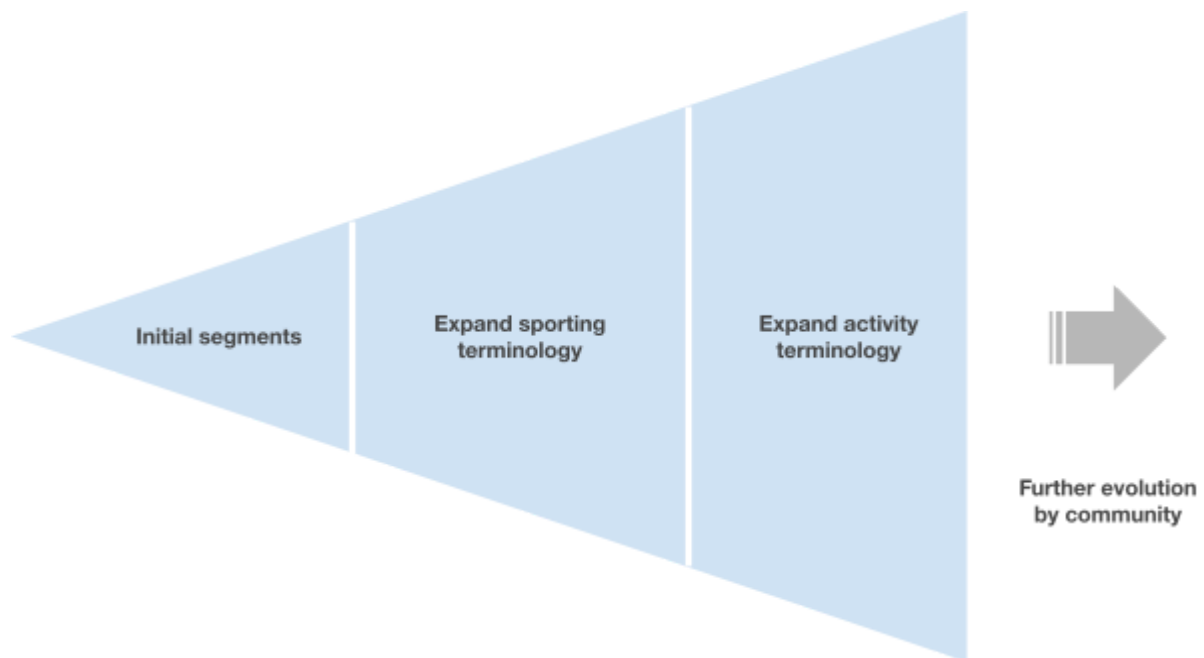 Initial segments
Expand sporting
terminology
Expand activity
terminology
Further evolution
by community